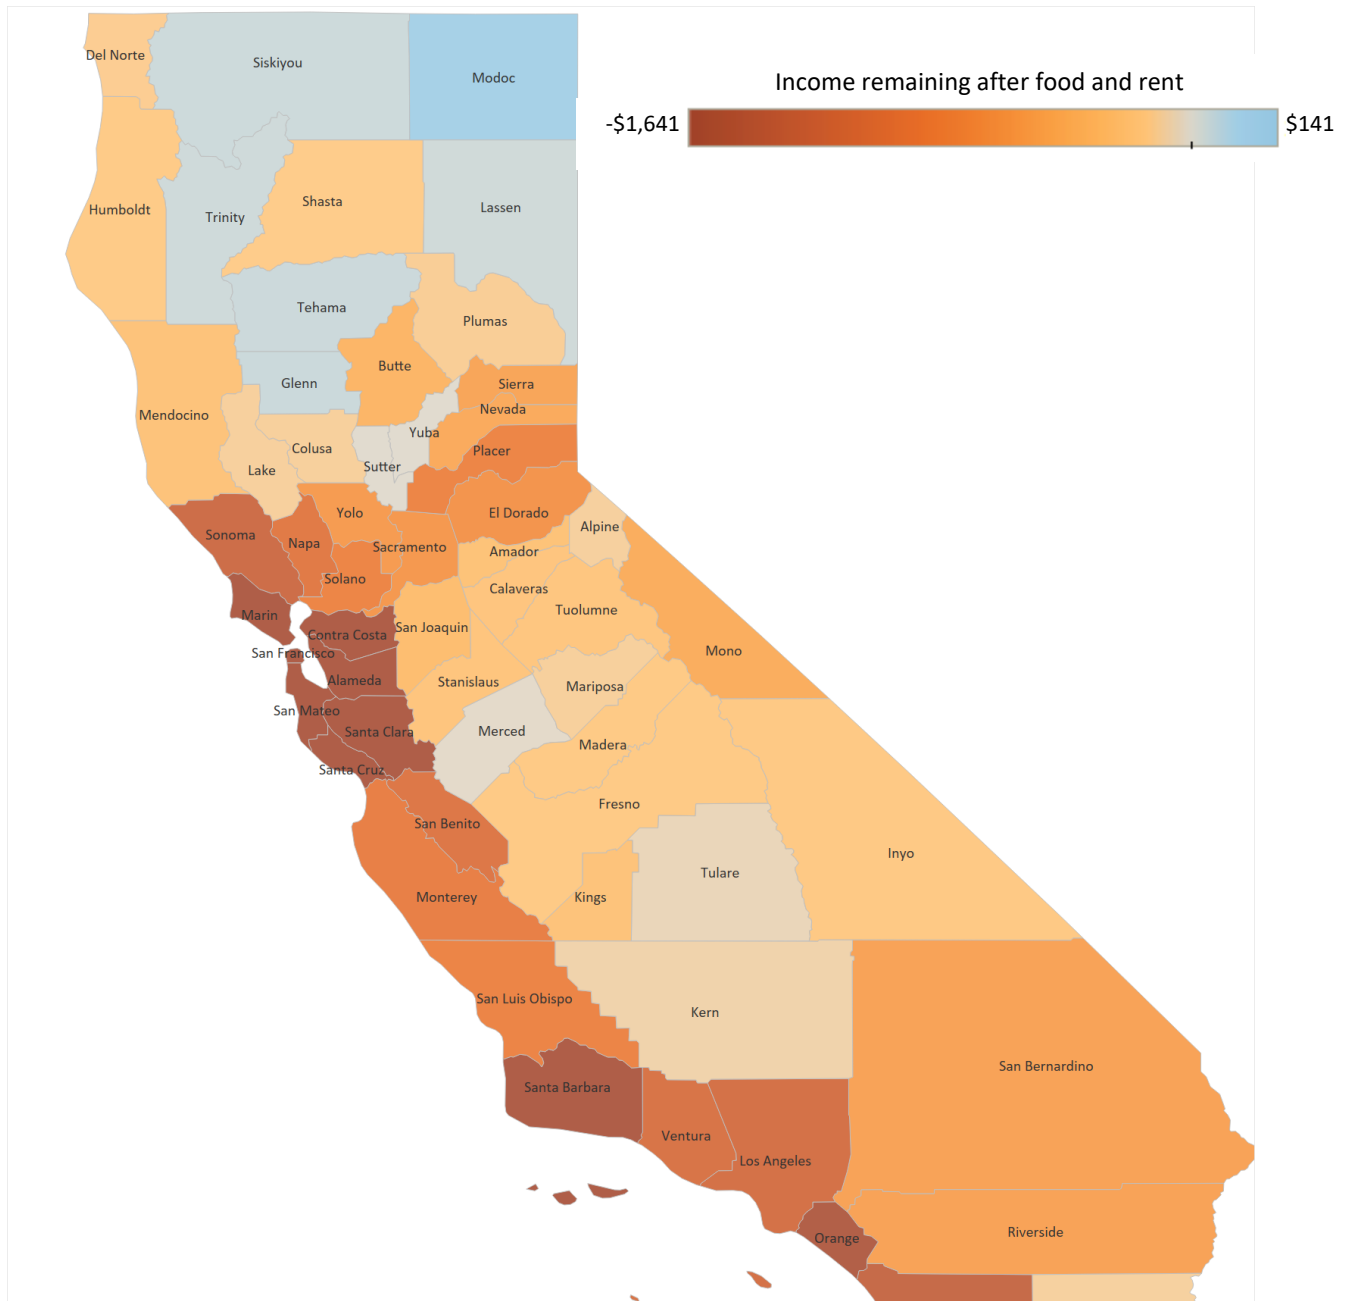 Income remaining after food and rent
-$1,641
$141
Del Norte
Siskiyou
Modoc
Humboldt
Trinity
Shasta
Lassen
Tehama
Plumas
Butte
Glenn
Sierra
Nevada
Mendocino
Yuba
Colusa
Placer
Lake
Sutter
Yolo
El Dorado
Alpine
Sonoma
Napa
Sacramento
Amador
Solano
Calaveras
Tuolumne
Marin
San Joaquin
Contra Costa
San Francisco
Mono
Alameda
Stanislaus
Mariposa
San Mateo
Santa Clara
Merced
Madera
Santa Cruz
Fresno
San Benito
Inyo
Tulare
Monterey
Kings
San Luis Obispo
Kern
San Bernardino
Santa Barbara
Ventura
Los Angeles
Riverside
Orange